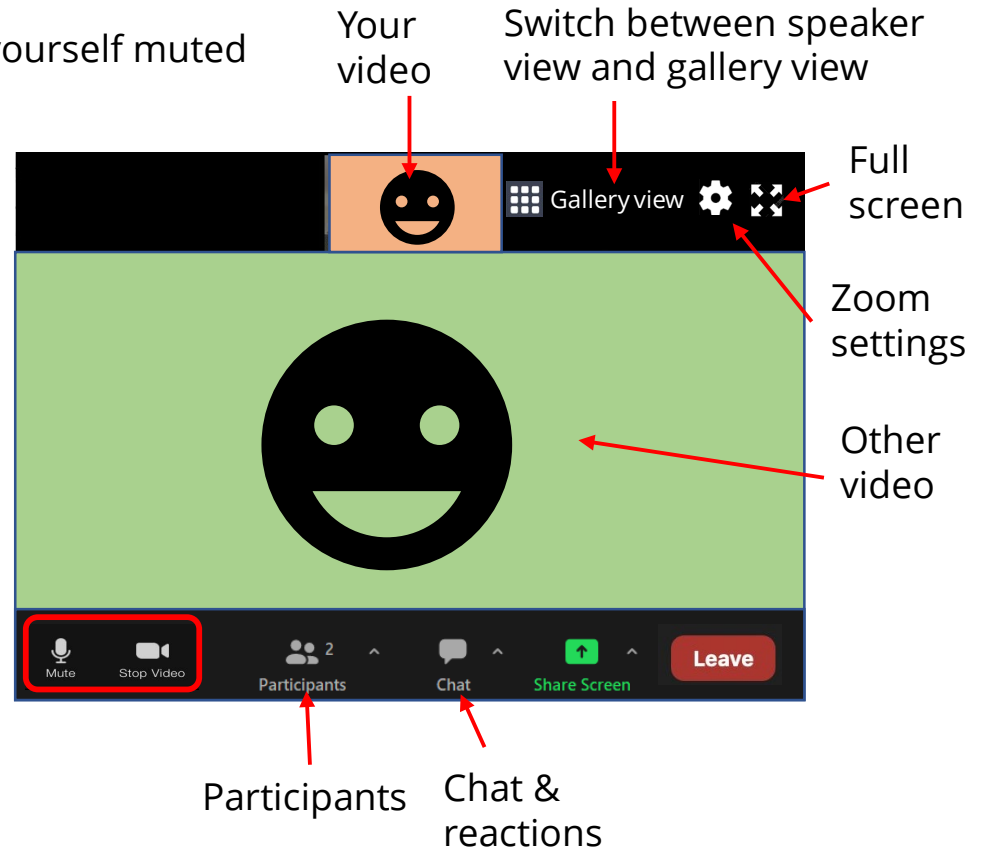 yourself muted
Your
video
Switch between speaker
view and gallery view
Full
screen
Gallery view
Zoom
settings
Other
video
Mute
Stop Video
2
Participants
Chat
Share Screen
Leave
Participants
Chat &
reactions